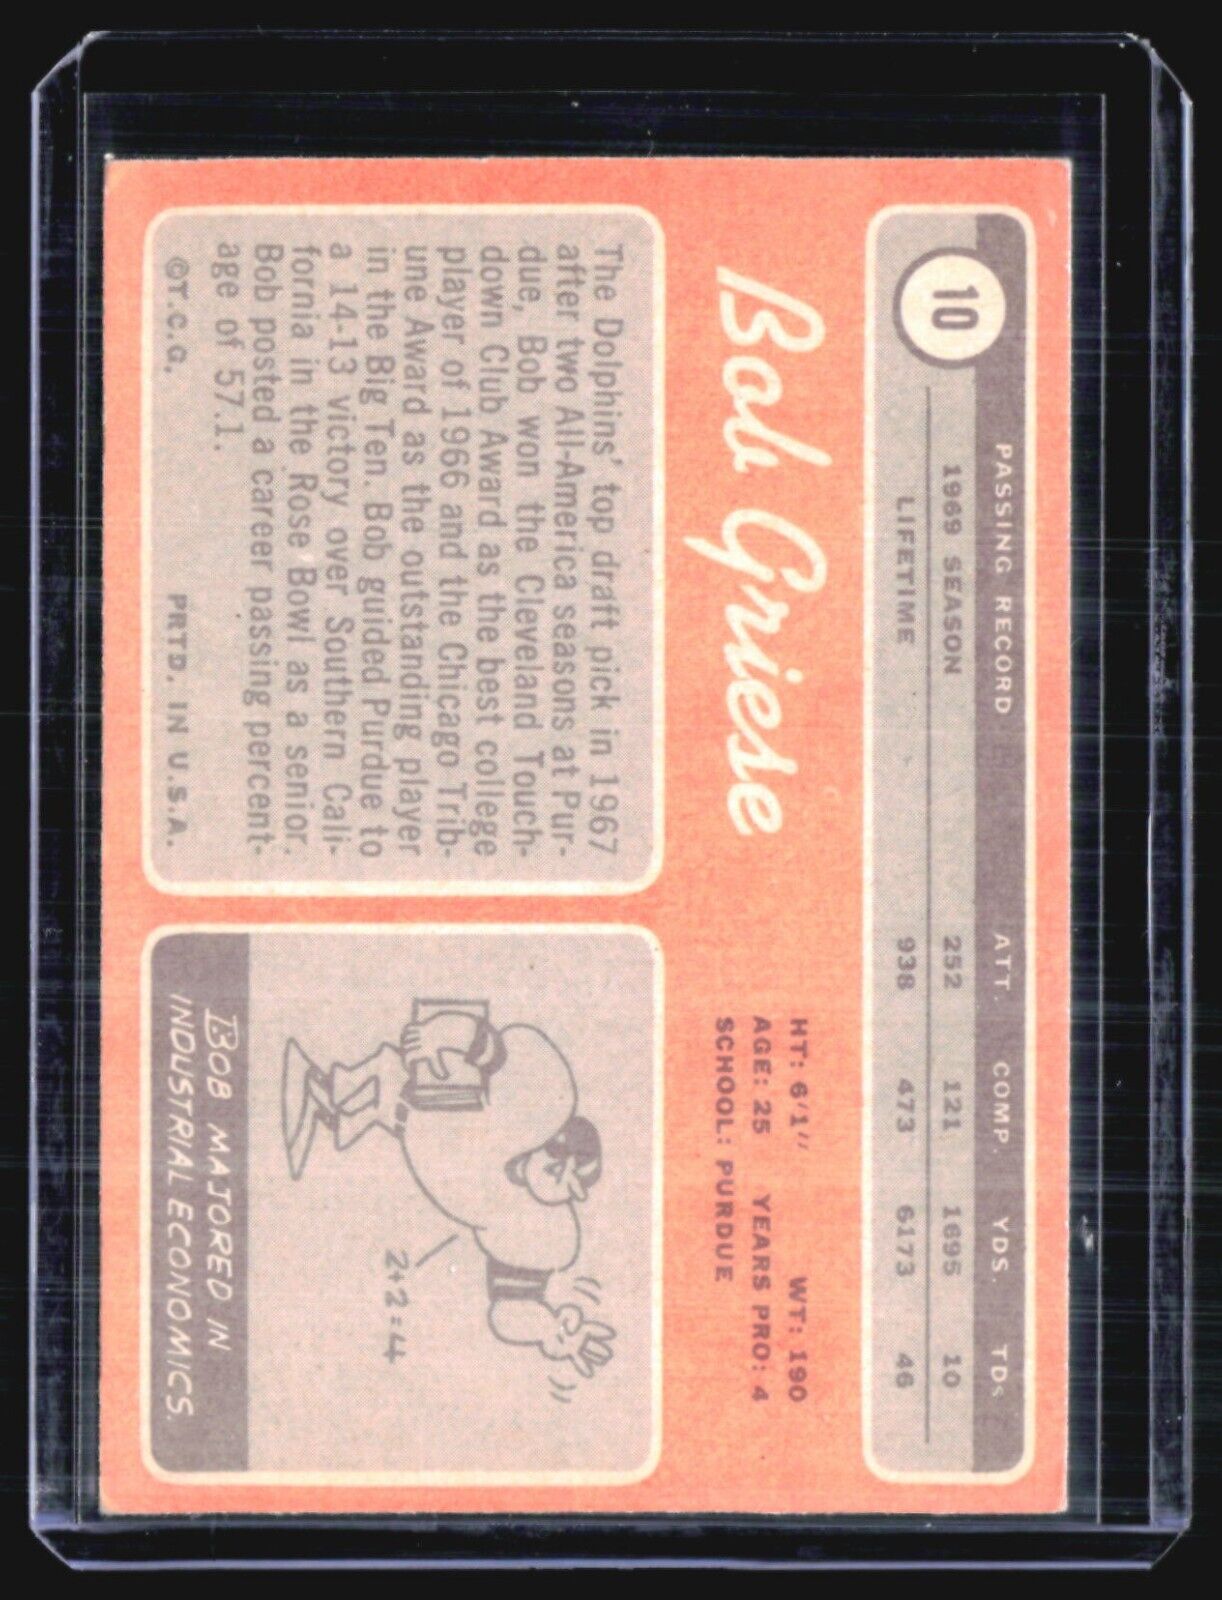 10
PASSING RECORD ATT. COMP. YDS. TDs
1969 SEASON 252 121 1695 10
LIFETIME 938 473 6173 46
Bob Griese
HT: 6'1" WT: 190
AGE: 25 YEARS PRO: 4
SCHOOL: PURDUE
The Dolphins' top draft pick in 1967
after two All-America seasons at Pur-
due, Bob won the Cleveland Touch-
down Club Award as the best college
player of 1966 and the Chicago Trib-
une Award as the outstanding player
in the Big Ten. Bob guided Purdue to
a 14-13 victory over Southern Cali-
fornia in the Rose Bowl as a senior.
Bob posted a career passing percent-
age of 57.1.
©T.C.G. PRTD. IN U.S.A.
2+2=4
BOB MAJORED IN
INDUSTRIAL ECONOMICS.